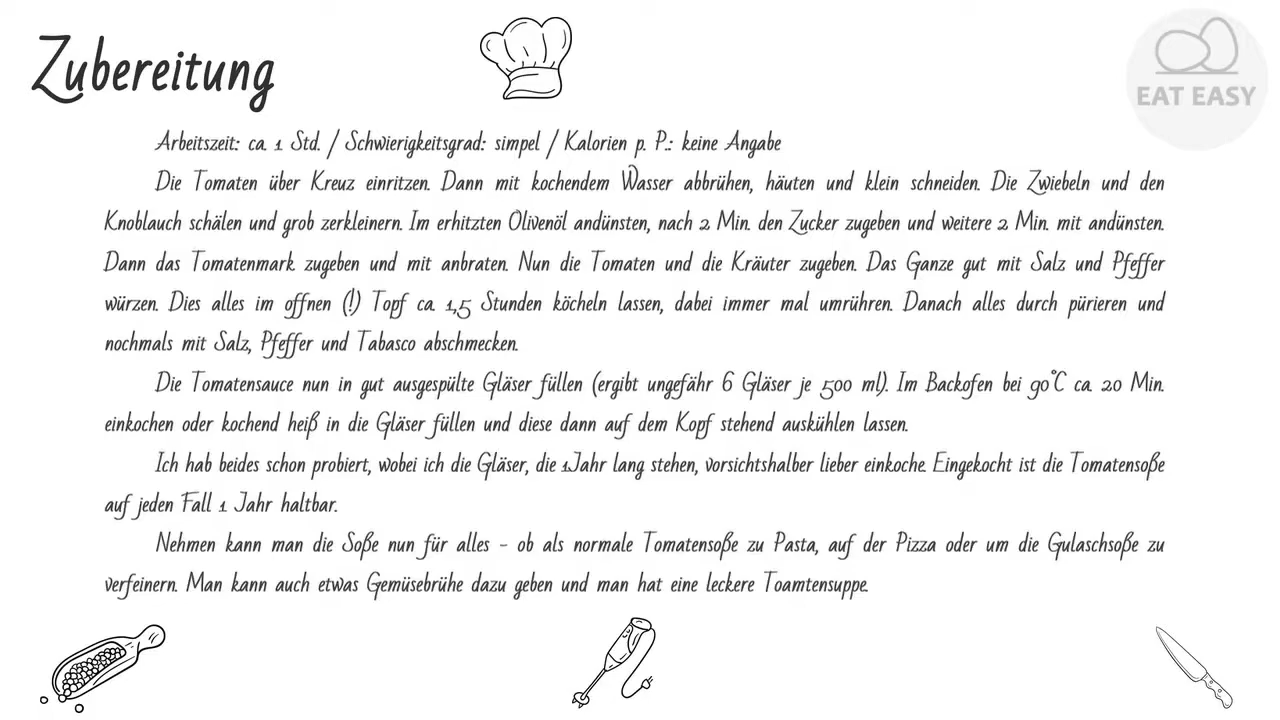 Zubereitung
EAT EASY
Arbeitszeit: ca. 1 Std. / Schwierigkeitsgrad: simpel / Kalorien p. P.: keine Angabe
Die Tomaten über Kreuz einritzen. Dann mit kochendem Wasser abbrühen, häuten und klein schneiden. Die Zwiebeln und den
Knoblauch schälen und grob zerkleinern. Im erhitzten Olivenöl andünsten, nach 2 Min. den Zucker zugeben und weitere 2 Min. mit andünsten.
Dann das Tomatenmark zugeben und mit anbraten. Nun die Tomaten und die Kräuter zugeben. Das Ganze gut mit Salz und Pfeffer
würzen. Dies alles im offnen (!) Topf ca. 1,5 Stunden köcheln lassen, dabei immer mal umrühren. Danach alles durch pürieren und
nochmals mit Salz, Pfeffer und Tabasco abschmecken.
Die Tomatensauce nun in gut ausgespülte Gläser füllen (ergibt ungefähr 6 Gläser je 500 ml). Im Backofen bei 90°C ca. 20 Min.
einkochen oder kochend heiß in die Gläser füllen und diese dann auf dem Kopf stehend auskühlen lassen.
Ich hab beides schon probiert, wobei ich die Gläser, die 1Jahr lang stehen, vorsichtshalber lieber einkoche. Eingekocht ist die Tomatensoße
auf jeden Fall 1 Jahr haltbar.
Nehmen kann man die Soße nun für alles - ob als normale Tomatensoße zu Pasta, auf der Pizza oder um die Gulaschsoße zu
verfeinern. Man kann auch etwas Gemüsebrühe dazu geben und man hat eine leckere Toamtensuppe.